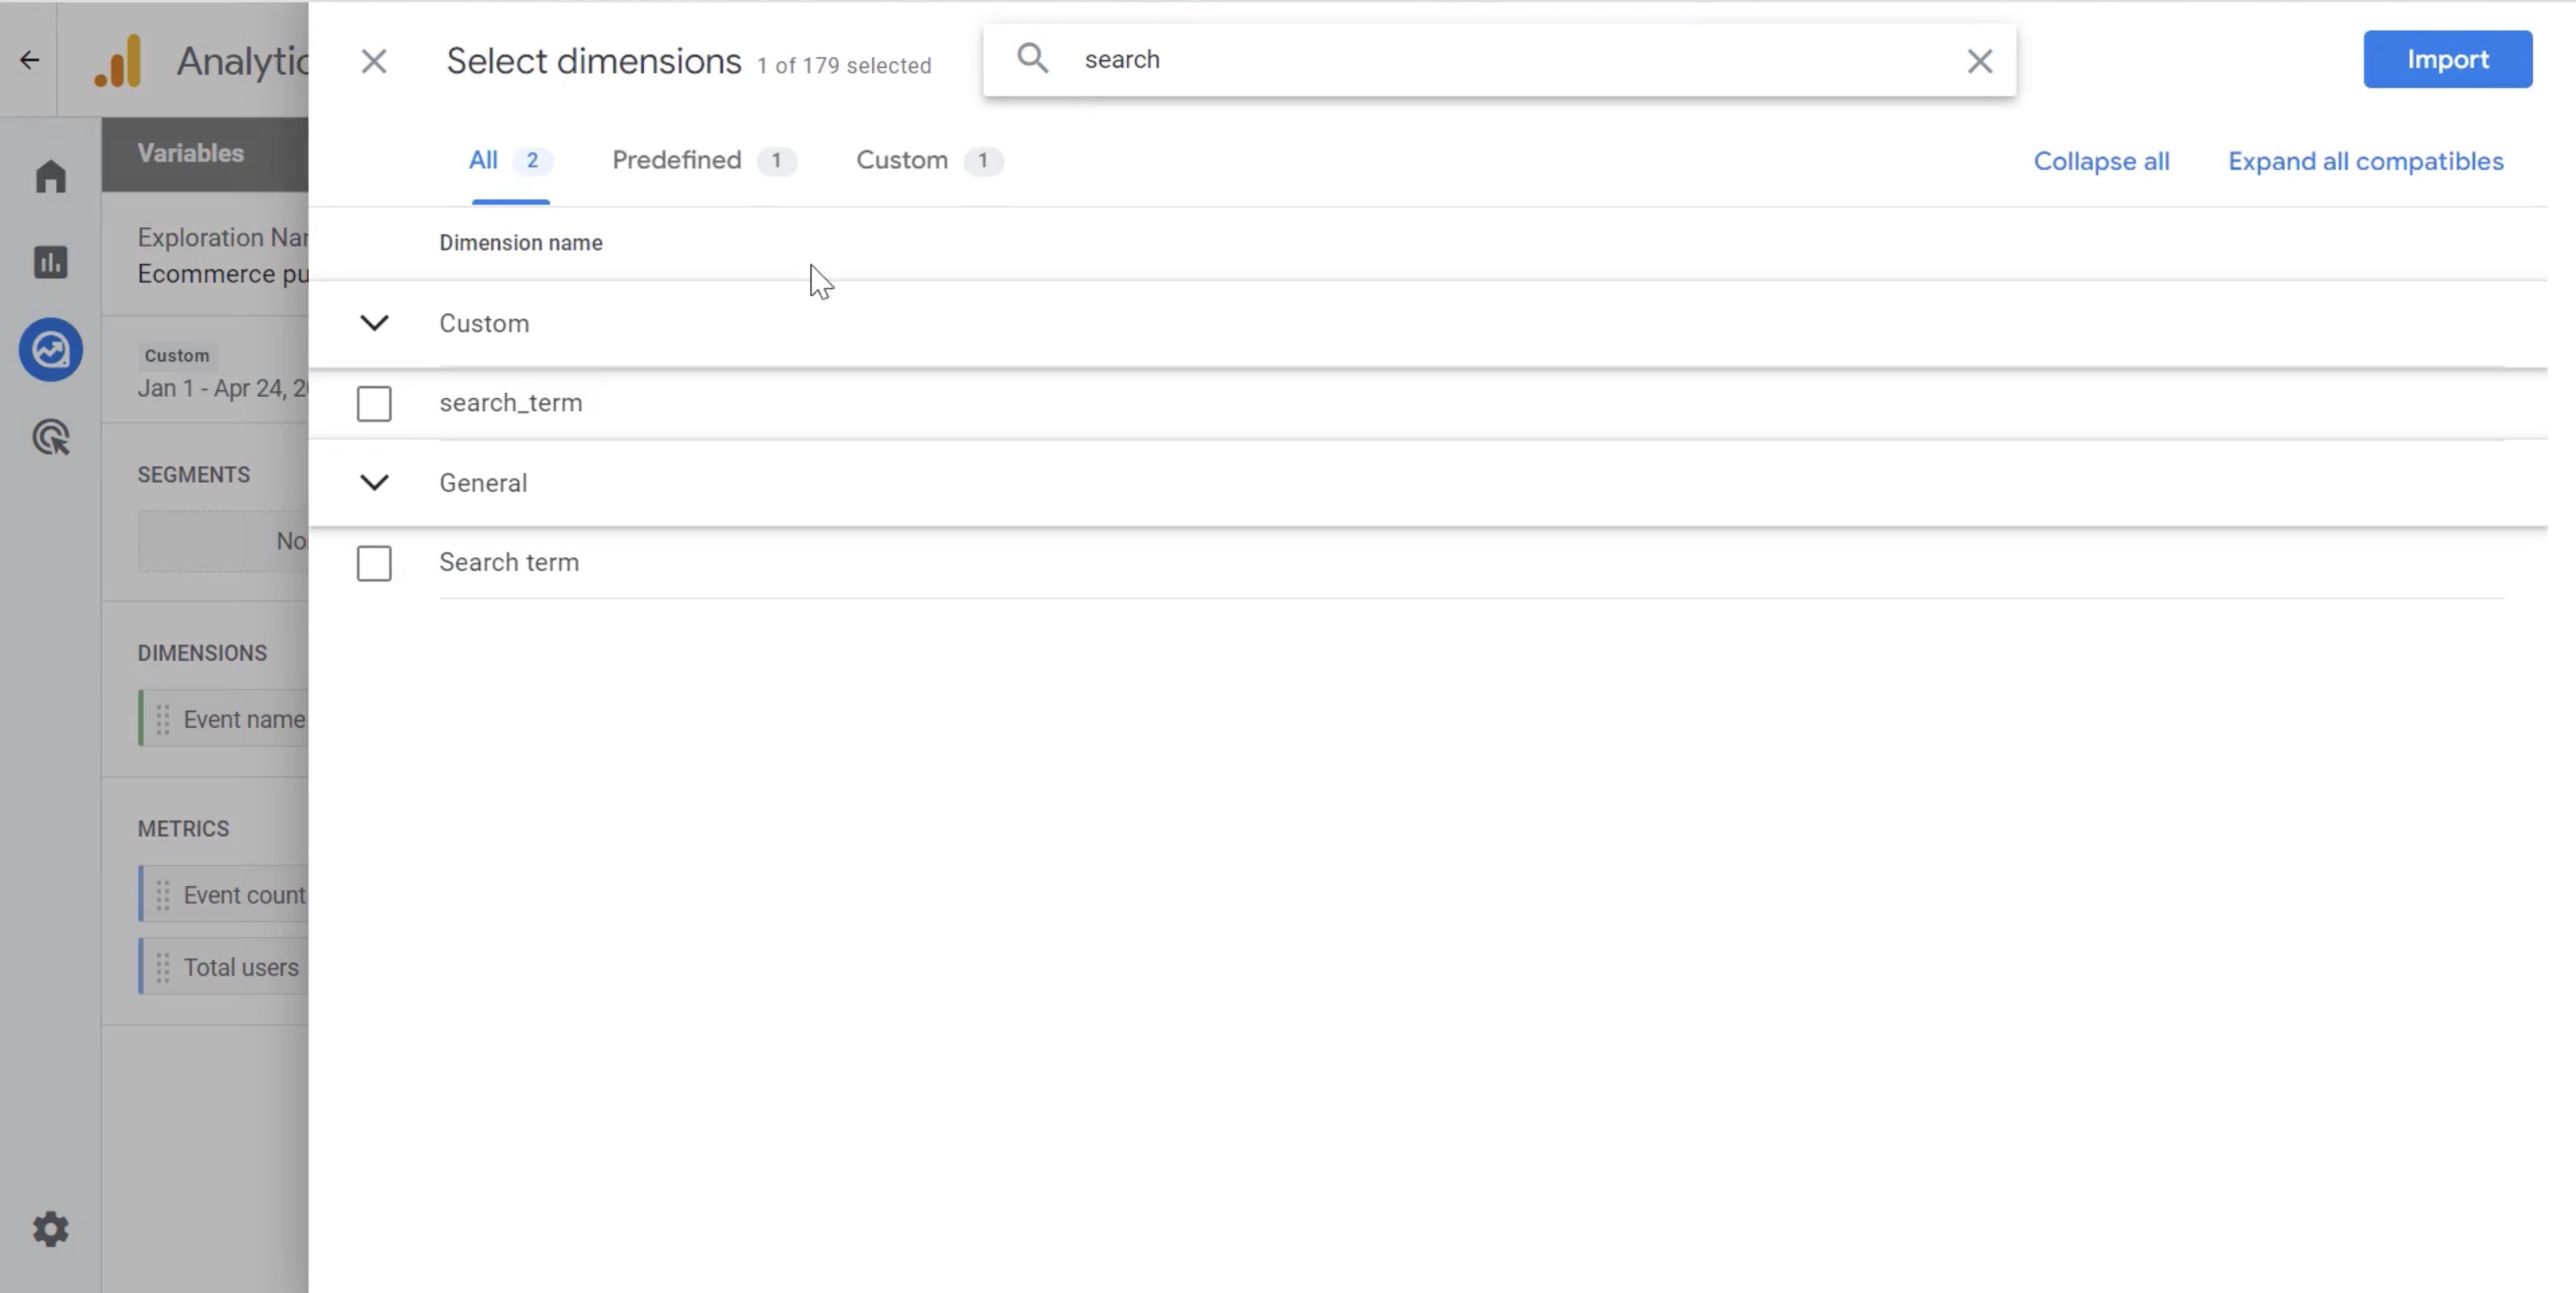 Analytic
Select dimensions 1 of 179 selected
search
Import
Variables
All 2
Predefined 1
Custom 1
Collapse all
Expand all compatibles
Exploration Nar
Ecommerce pu
Dimension name
Custom
Custom
Jan 1 - Apr 24, 2
search_term
SEGMENTS
General
No
Search term
DIMENSIONS
Event name
METRICS
Event count
Total users